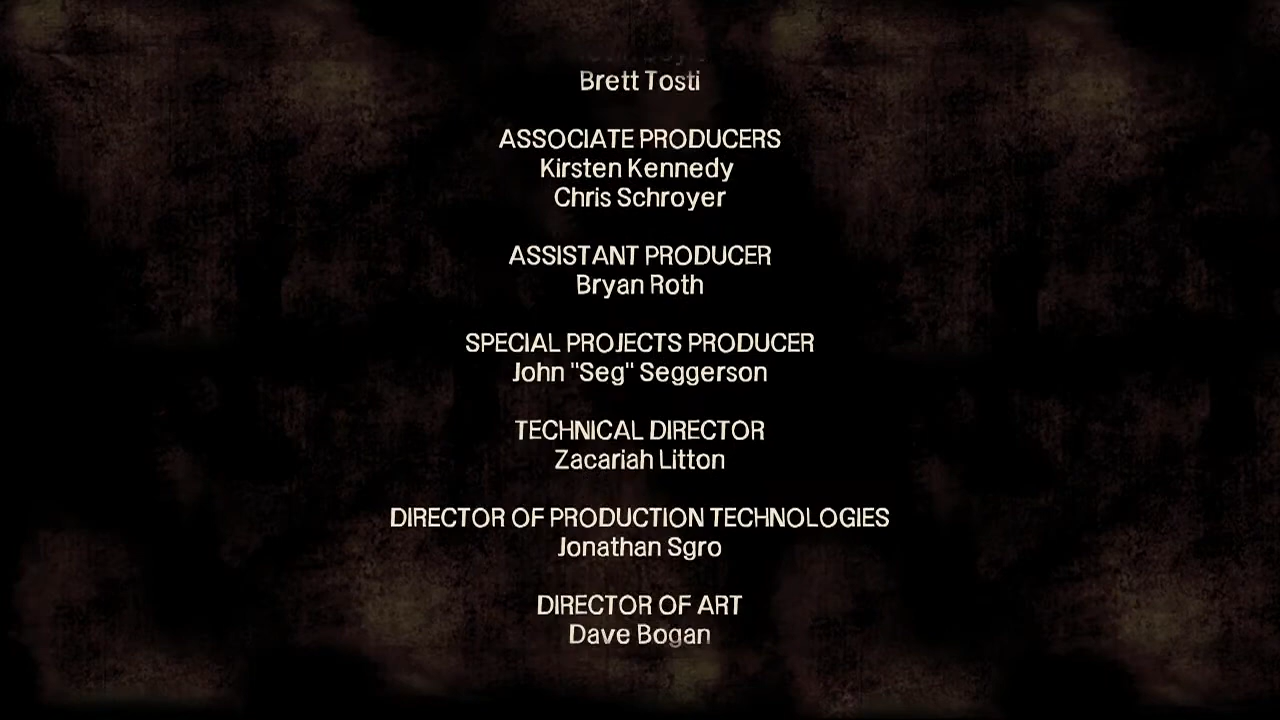 Brett Tosti
ASSOCIATE PRODUCERS
Kirsten Kennedy
Chris Schroyer
ASSISTANT PRODUCER
Bryan Roth
SPECIAL PROJECTS PRODUCER
John "Seg" Seggerson
TECHNICAL DIRECTOR
Zacariah Litton
DIRECTOR OF PRODUCTION TECHNOLOGIES
Jonathan Sgro
DIRECTOR OF ART
Dave Bogan